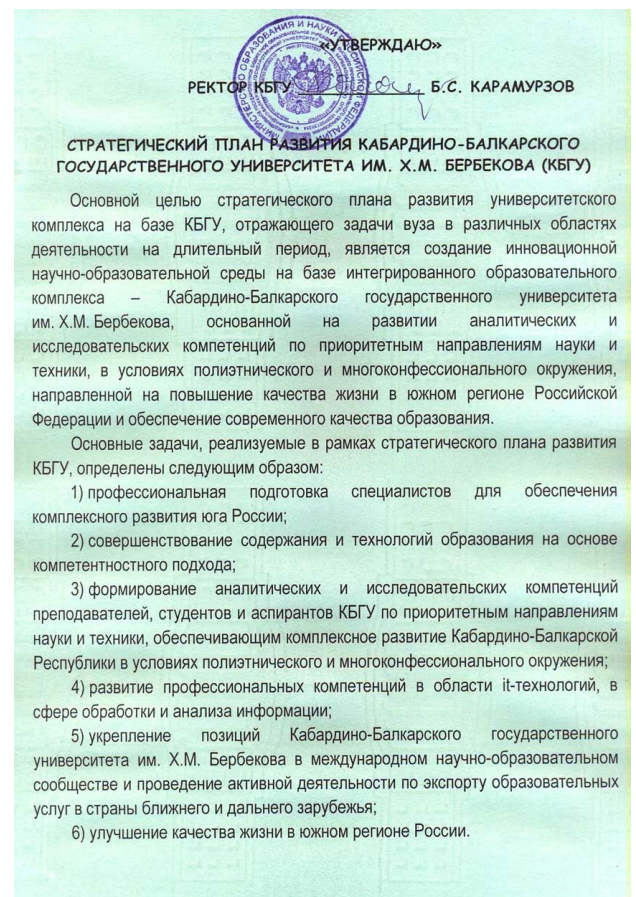 «УТВЕРЖДАЮ»
РЕКТОР КБГУ Б.С. КАРАМУРЗОВ
СТРАТЕГИЧЕСКИЙ ПЛАН РАЗВИТИЯ КАБАРДИНО-БАЛКАРСКОГО
ГОСУДАРСТВЕННОГО УНИВЕРСИТЕТА ИМ. Х.М. БЕРБЕКОВА (КБГУ)
Основной целью стратегического плана развития университетского
комплекса на базе КБГУ, отражающего задачи вуза в различных областях
деятельности на длительный период, является создание инновационной
научно-образовательной среды на базе интегрированного образовательного
комплекса – Кабардино-Балкарского государственного университета
им. Х.М. Бербекова, основанной на развитии аналитических и
исследовательских компетенций по приоритетным направлениям науки и
техники, в условиях полиэтнического и многоконфессионального окружения,
направленной на повышение качества жизни в южном регионе Российской
Федерации и обеспечение современного качества образования.
Основные задачи, реализуемые в рамках стратегического плана развития
КБГУ, определены следующим образом:
1) профессиональная подготовка специалистов для обеспечения
комплексного развития юга России;
2) совершенствование содержания и технологий образования на основе
компетентностного подхода;
3) формирование аналитических и исследовательских компетенций
преподавателей, студентов и аспирантов КБГУ по приоритетным направлениям
науки и техники, обеспечивающим комплексное развитие Кабардино-Балкарской
Республики в условиях полиэтнического и многоконфессионального окружения;
4) развитие профессиональных компетенций в области it-технологий, в
сфере обработки и анализа информации;
5) укрепление позиций Кабардино-Балкарского государственного
университета им. Х.М. Бербекова в международном научно-образовательном
сообществе и проведение активной деятельности по экспорту образовательных
услуг в страны ближнего и дальнего зарубежья;
6) улучшение качества жизни в южном регионе России.
МИНИСТЕРСТВО ОБРАЗОВАНИЯ И НАУКИ РОССИЙСКОЙ ФЕДЕРАЦИИ